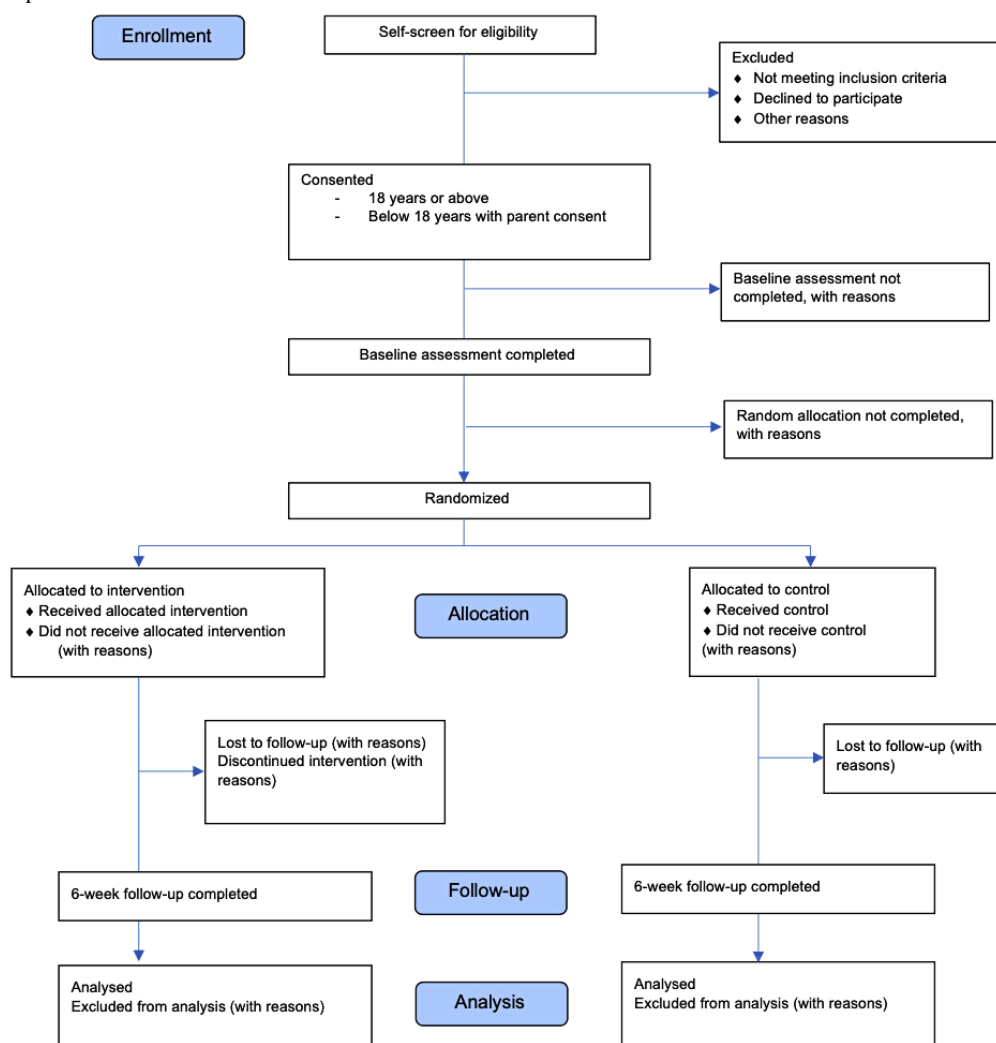 Enrollment
Self-screen for eligibility
Excluded
♦ Not meeting inclusion criteria
♦ Declined to participate
♦ Other reasons
Consented
- 18 years or above
- Below 18 years with parent consent
Baseline assessment not
completed, with reasons
Baseline assessment completed
Random allocation not completed,
with reasons
Randomized
Allocated to intervention
♦ Received allocated intervention
♦ Did not receive allocated intervention
(with reasons)
Allocation
Allocated to control
♦ Received control
♦ Did not receive control
(with reasons)
Lost to follow-up (with reasons)
Discontinued intervention (with
reasons)
Lost to follow-up (with
reasons)
6-week follow-up completed
Follow-up
6-week follow-up completed
Analysed
Excluded from analysis (with reasons)
Analysis
Analysed
Excluded from analysis (with reasons)